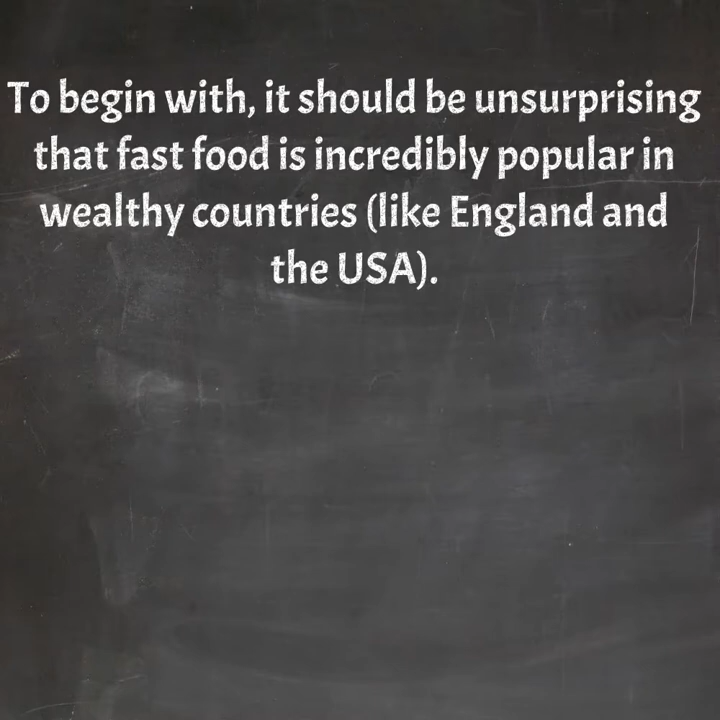 To begin with, it should be unsurprising
that fast food is incredibly popular in
wealthy countries (like England and
the USA).